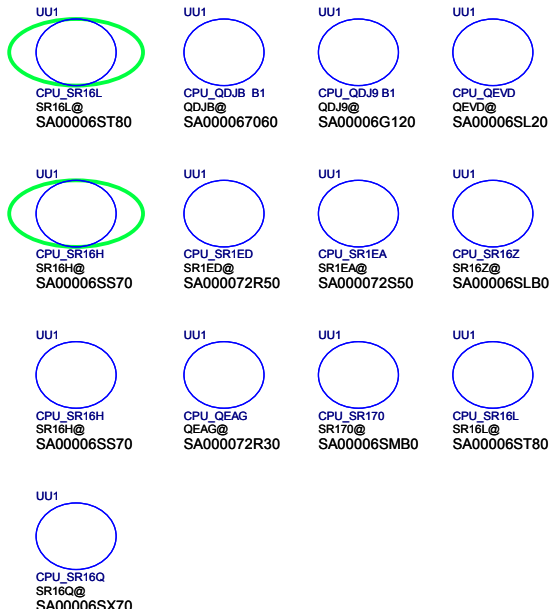 UU1 UU1 UU1 UU1
CPU_SR16L CPU_QDJB B1 CPU_QDJ9 B1 CPU_QEVD
SR16L@ QDJB@ QDJ9@ QEVD@
SA00006ST80 SA000067060 SA00006G120 SA00006SL20
UU1 UU1 UU1 UU1
CPU_SR16H CPU_SR1ED CPU_SR1EA CPU_SR16Z
SR16H@ SR1ED@ SR1EA@ SR16Z@
SA00006SS70 SA000072R50 SA000072S50 SA00006SLB0
UU1 UU1 UU1 UU1
CPU_SR16H CPU_QEAG CPU_SR170 CPU_SR16L
SR16H@ QEAG@ SR170@ SR16L@
SA00006SS70 SA000072R30 SA00006SMB0 SA00006ST80
UU1
CPU_SR16Q
SR16Q@
SA00006SX70